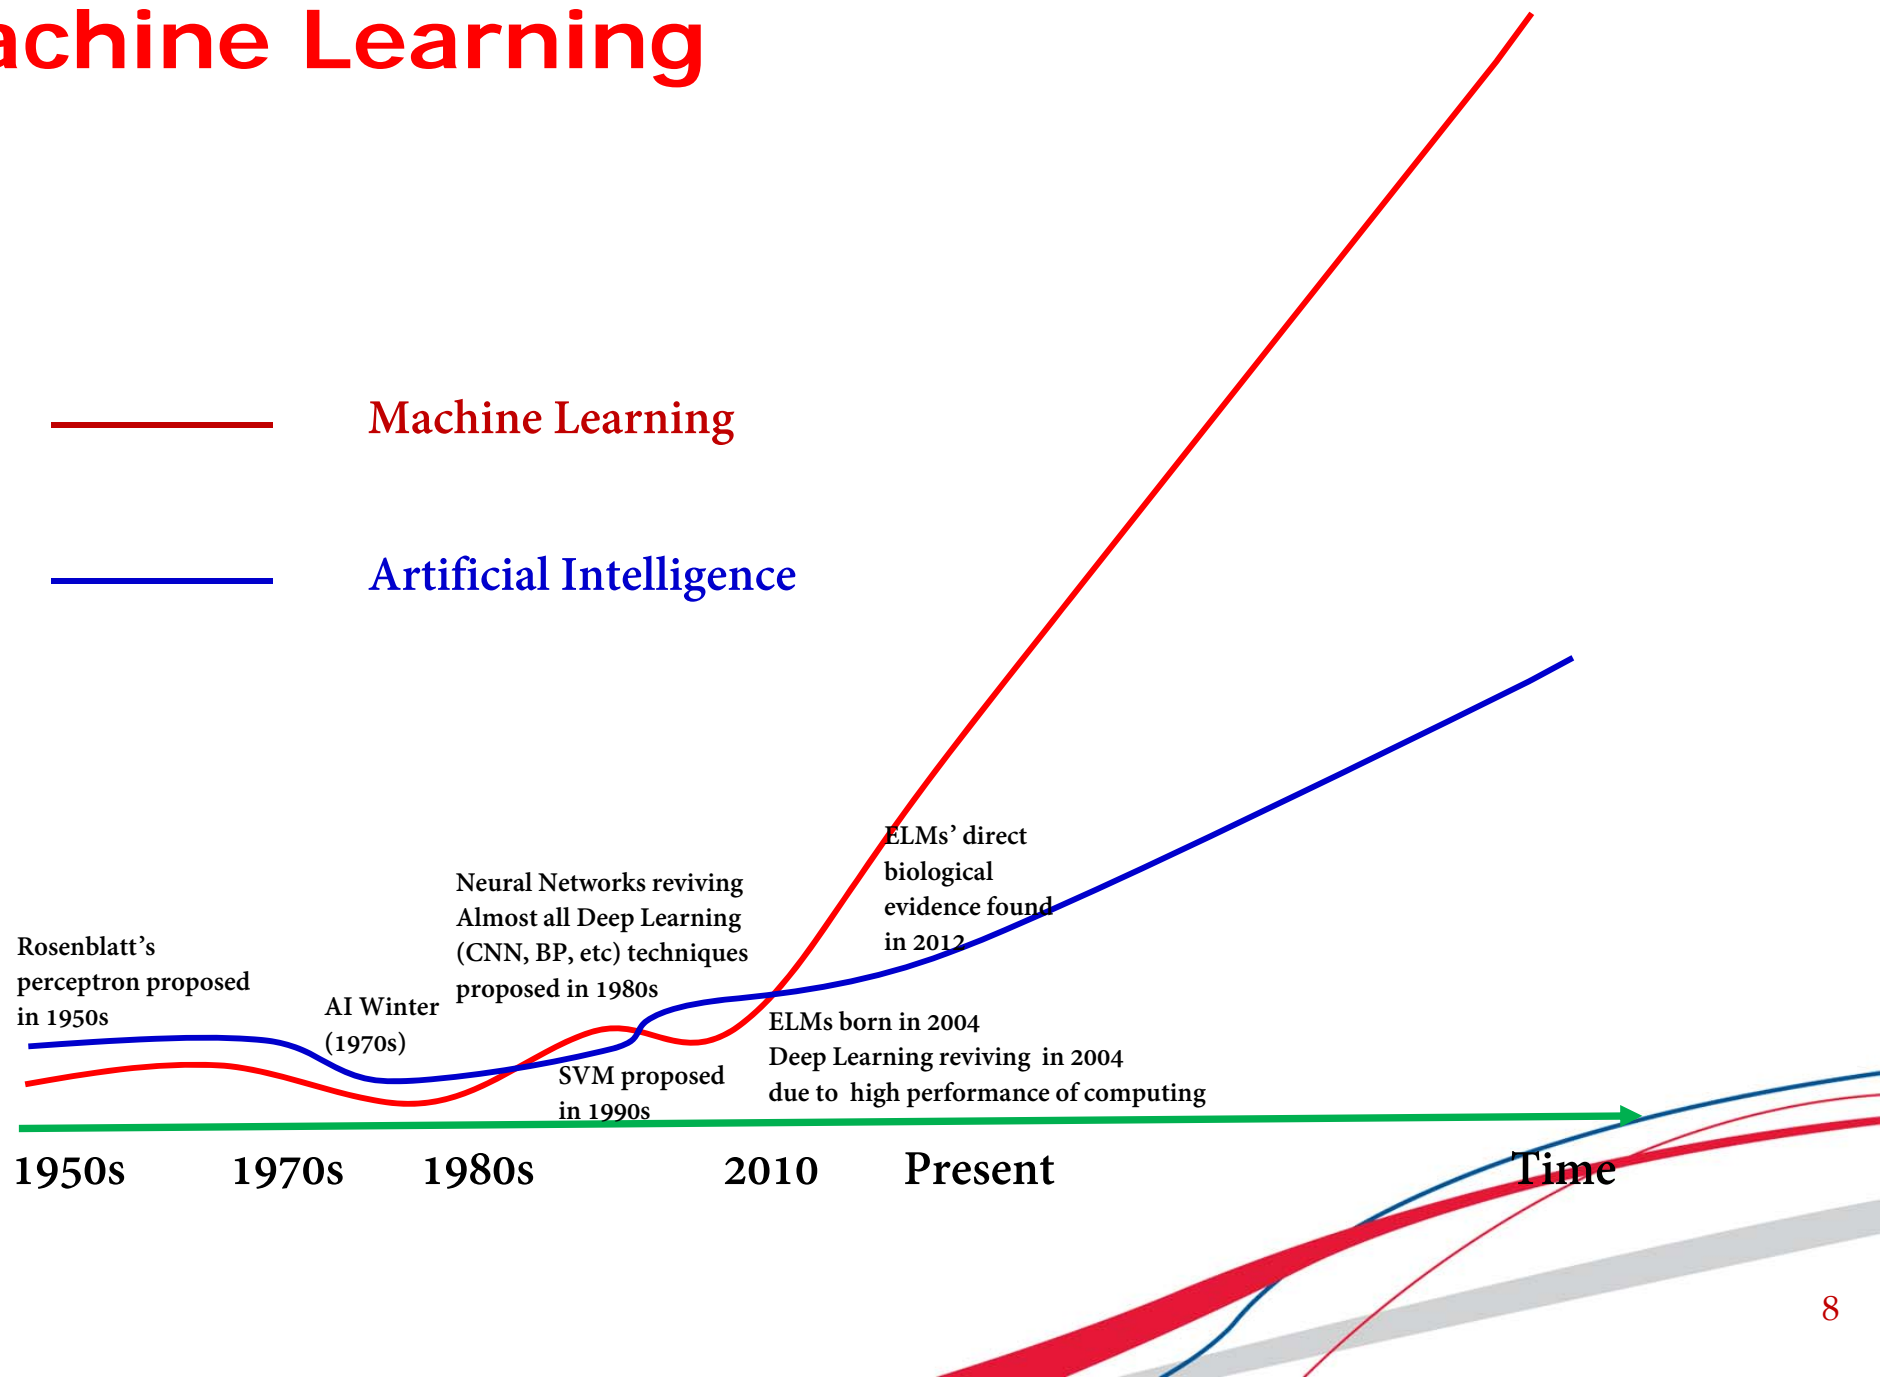 achine Learning
Machine Learning
Artificial Intelligence
ELMs’ direct
biological
evidence found
in 2012
Neural Networks reviving
Almost all Deep Learning
(CNN, BP, etc) techniques
proposed in 1980s
Rosenblatt’s
perceptron proposed
in 1950s
AI Winter
(1970s)
ELMs born in 2004
Deep Learning reviving in 2004
due to high performance of computing
SVM proposed
in 1990s
1950s
1970s
1980s
2010
Present
Time
8